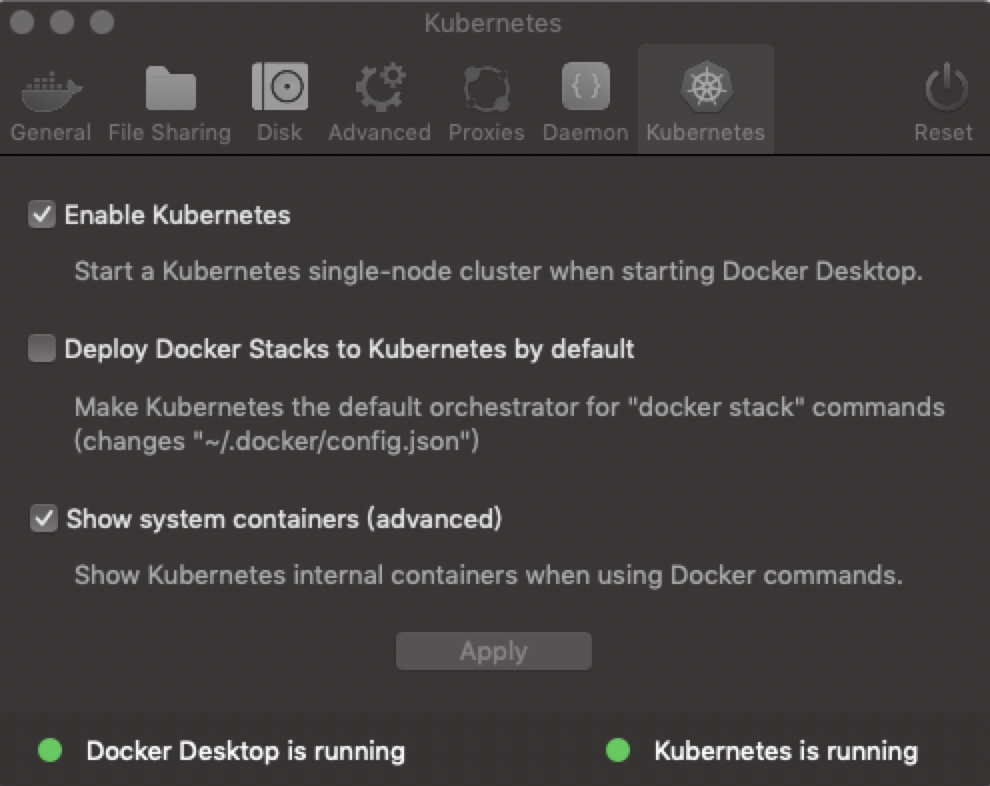 Kubernetes
General File Sharing Disk Advanced Proxies Daemon Kubernetes Reset
Enable Kubernetes
Start a Kubernetes single-node cluster when starting Docker Desktop.
Deploy Docker Stacks to Kubernetes by default
Make Kubernetes the default orchestrator for "docker stack" commands
(changes "~/.docker/config.json")
Show system containers (advanced)
Show Kubernetes internal containers when using Docker commands.
Apply
Docker Desktop is running Kubernetes is running